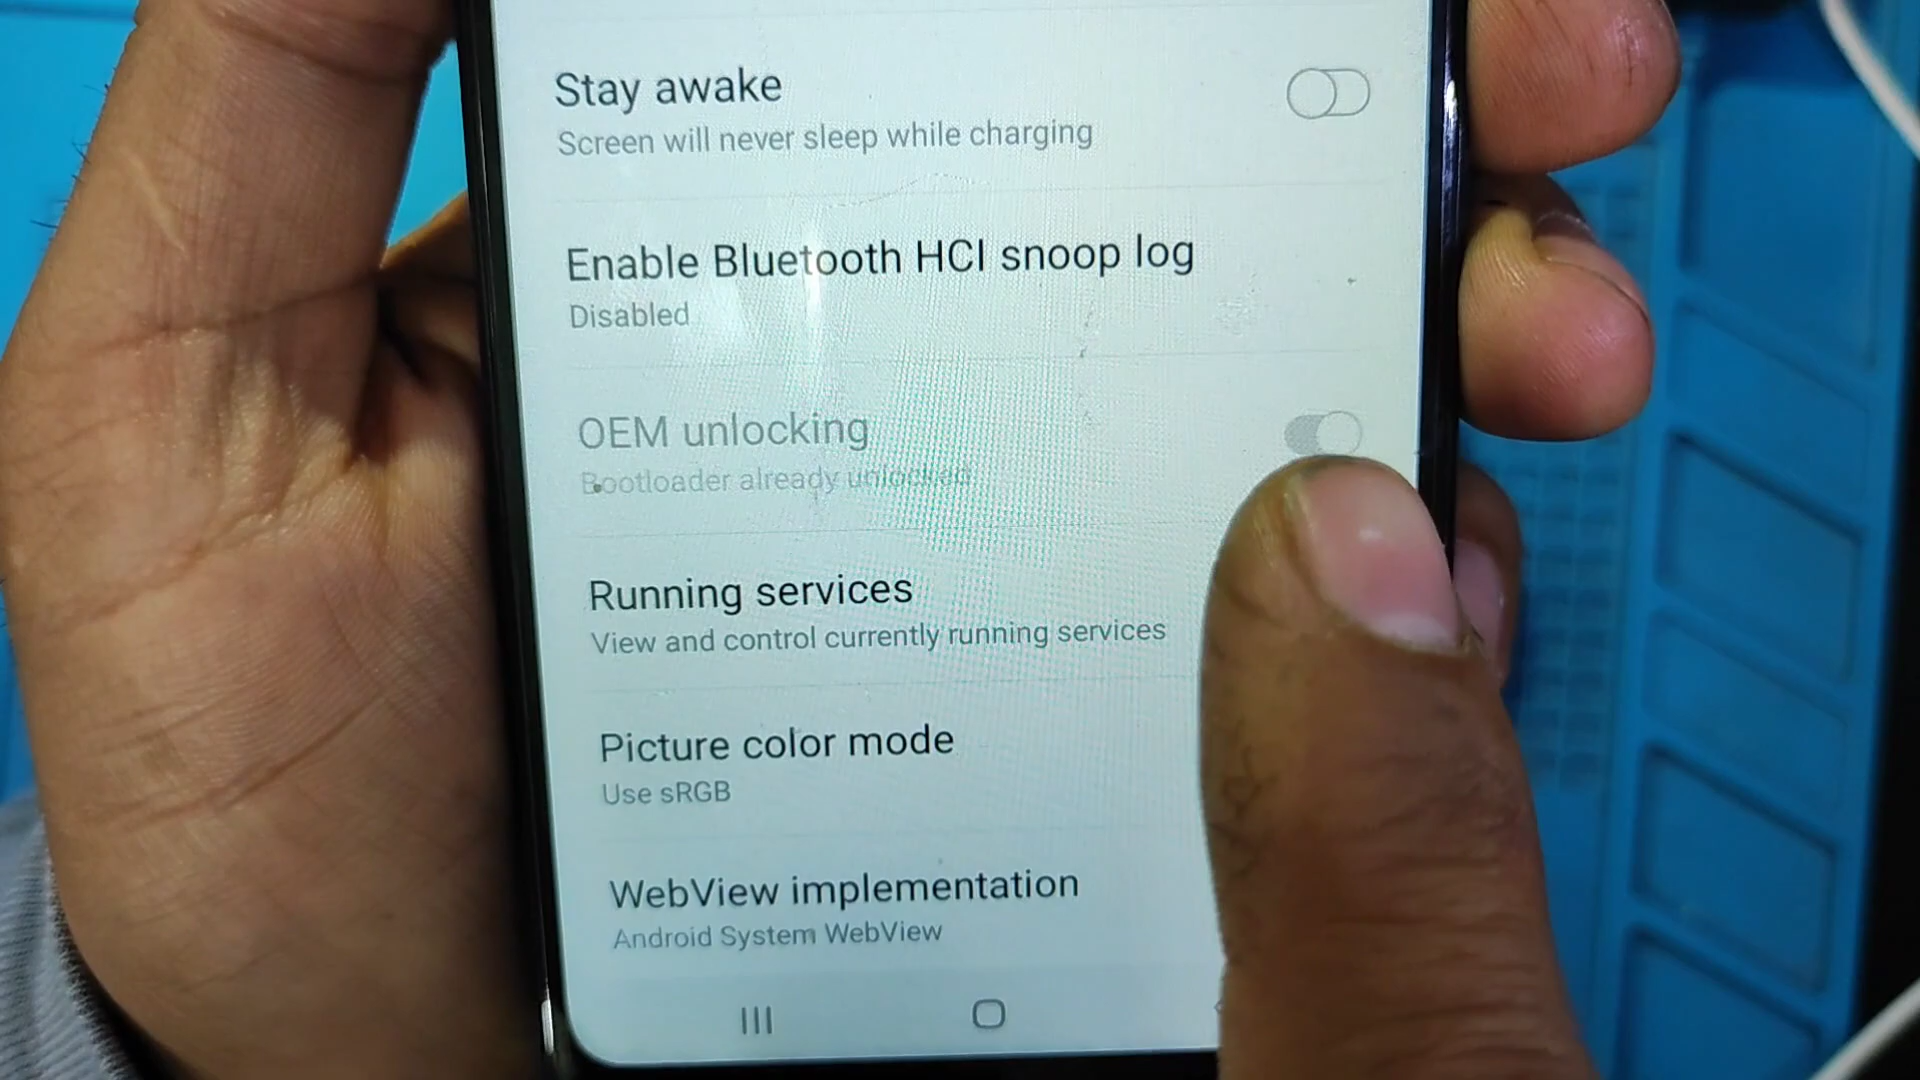 Stay awake
Screen will never sleep while charging
Enable Bluetooth HCI snoop log
Disabled
OEM unlocking
Bootloader already unlocked
Running services
View and control currently running services
Picture color mode
Use sRGB
WebView implementation
Android System WebView